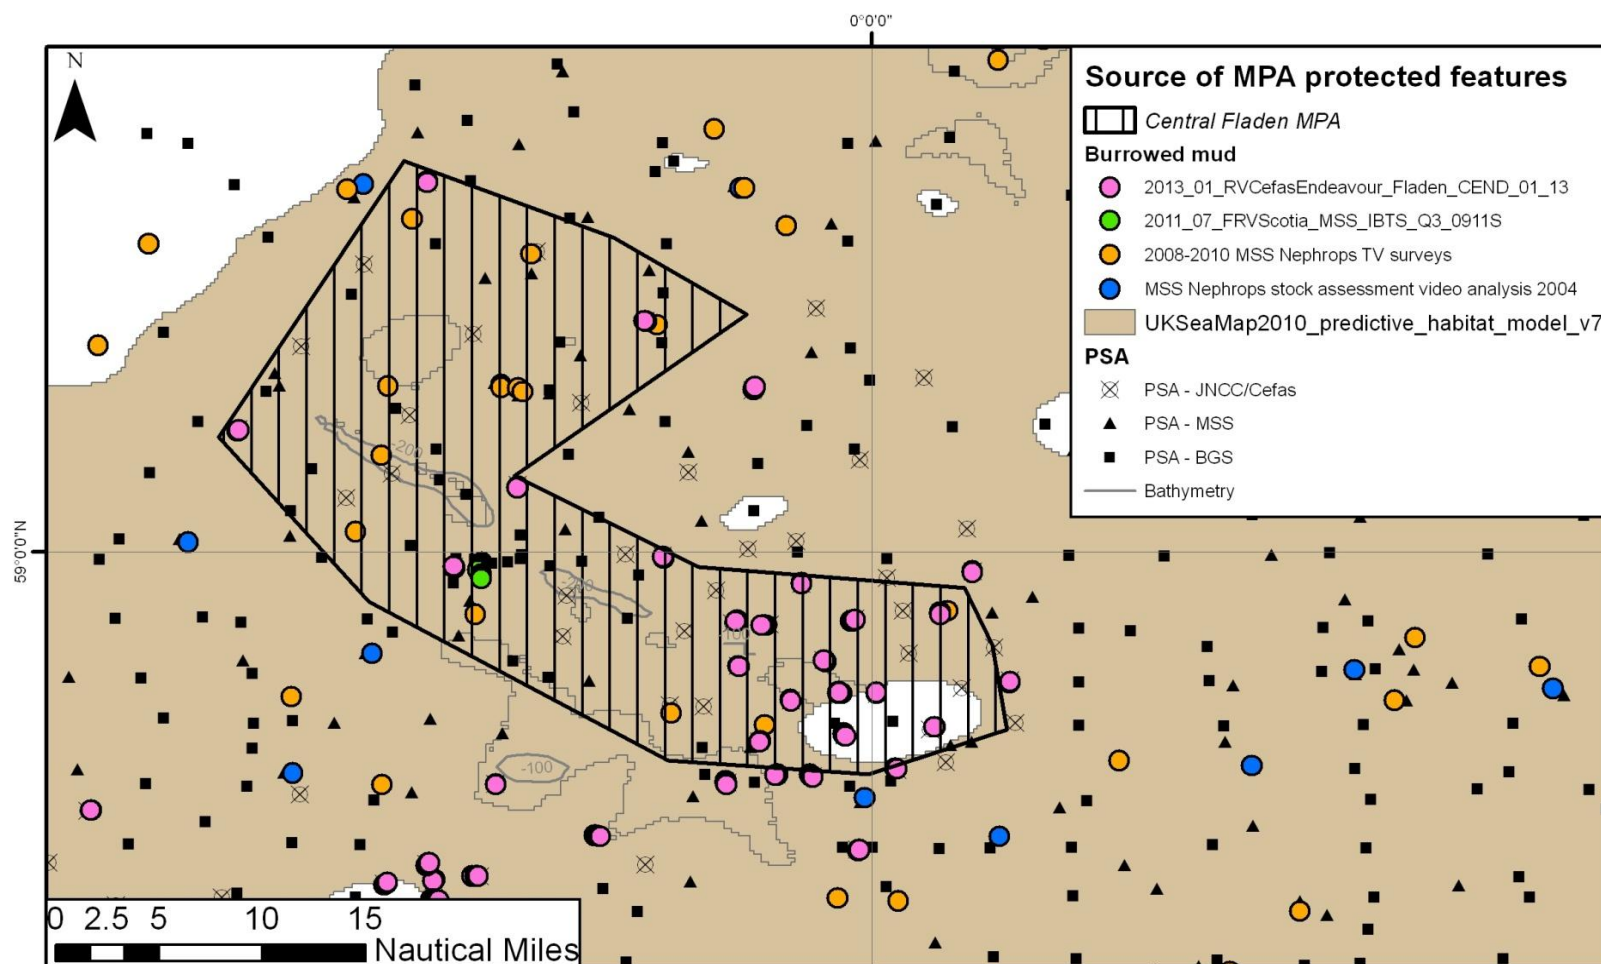 0°0'0"
N
59°0'0"N
Source of MPA protected features
Central Fladen MPA
Burrowed mud
2013_01_RVCefasEndeavour_Fladen_CEND_01_13
2011_07_FRVScotia_MSS_IBTS_Q3_0911S
2008-2010 MSS Nephrops TV surveys
MSS Nephrops stock assessment video analysis 2004
UKSeaMap2010_predictive_habitat_model_v7
PSA
PSA - JNCC/Cefas
PSA - MSS
PSA - BGS
Bathymetry
-200
-200
-100
-100
0 2.5 5 10 15
Nautical Miles